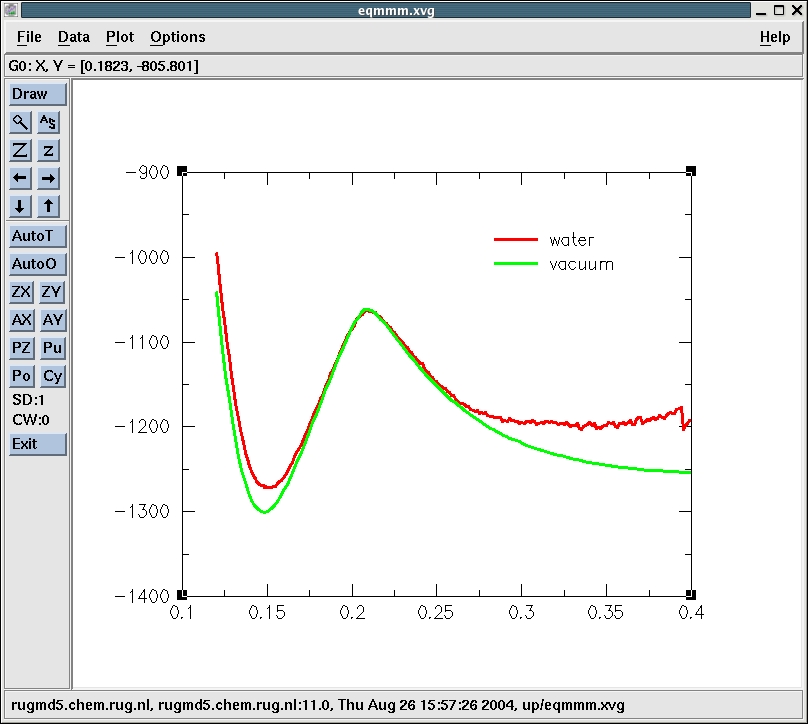 eqmmm.xvg
File Data Plot Options Help
G0: X, Y = [0.1823, -805.801]
Draw
A S
Z z
AutoT
AutoO
ZX ZY
AX AY
PZ Pu
Po Cy
SD:1
CW:0
Exit
-900
-1000
-1100
-1200
-1300
-1400
0.1 0.15 0.2 0.25 0.3 0.35 0.4
water
vacuum
rugmd5.chem.rug.nl, rugmd5.chem.rug.nl:11.0, Thu Aug 26 15:57:26 2004, up/eqmmm.xvg